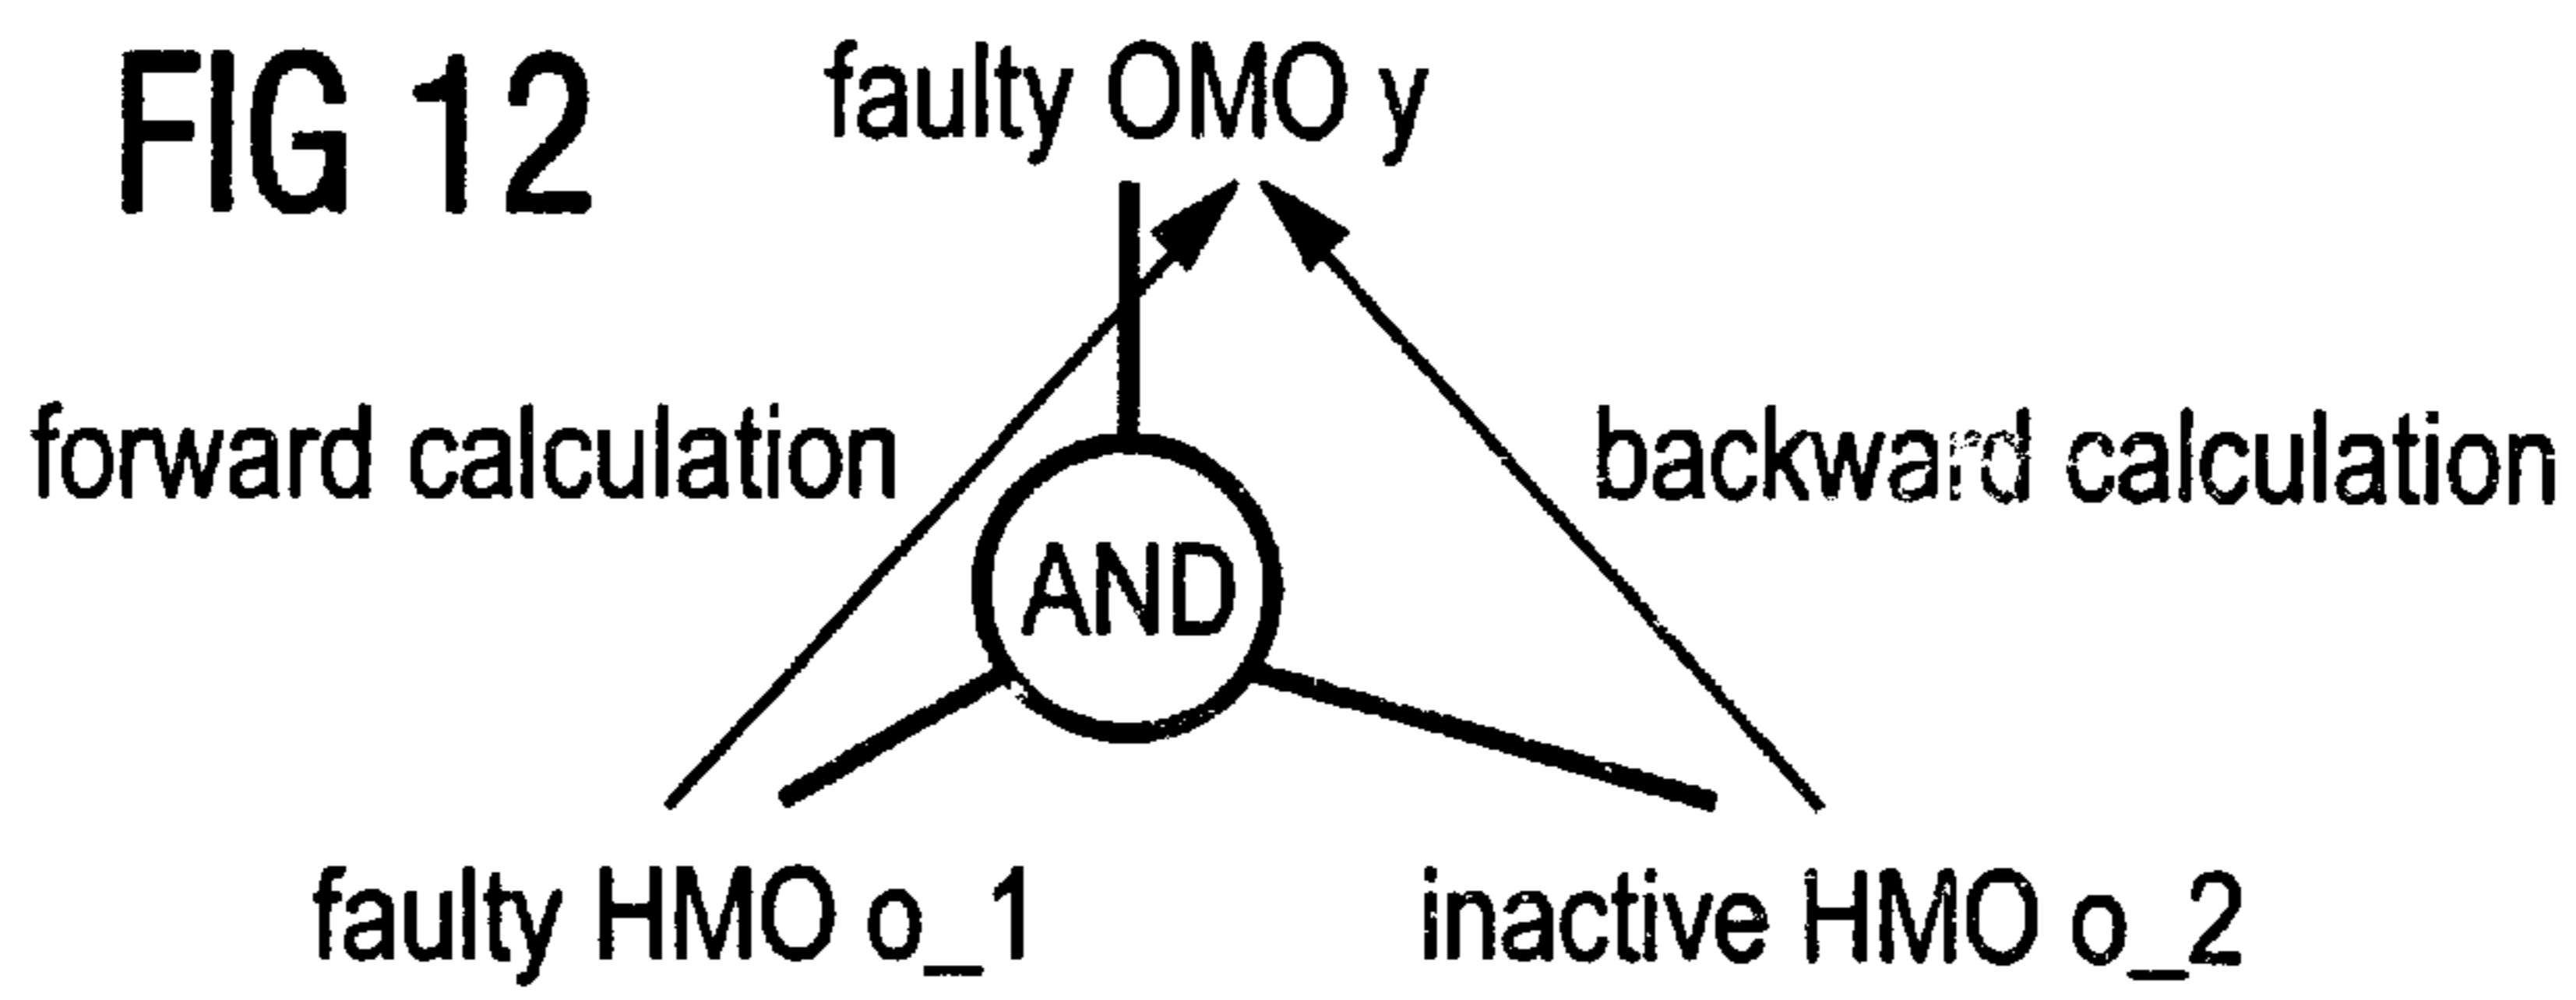 FIG 12
faulty OMO y
forward calculation
backward calculation
AND
faulty HMO o_1
inactive HMO o_2